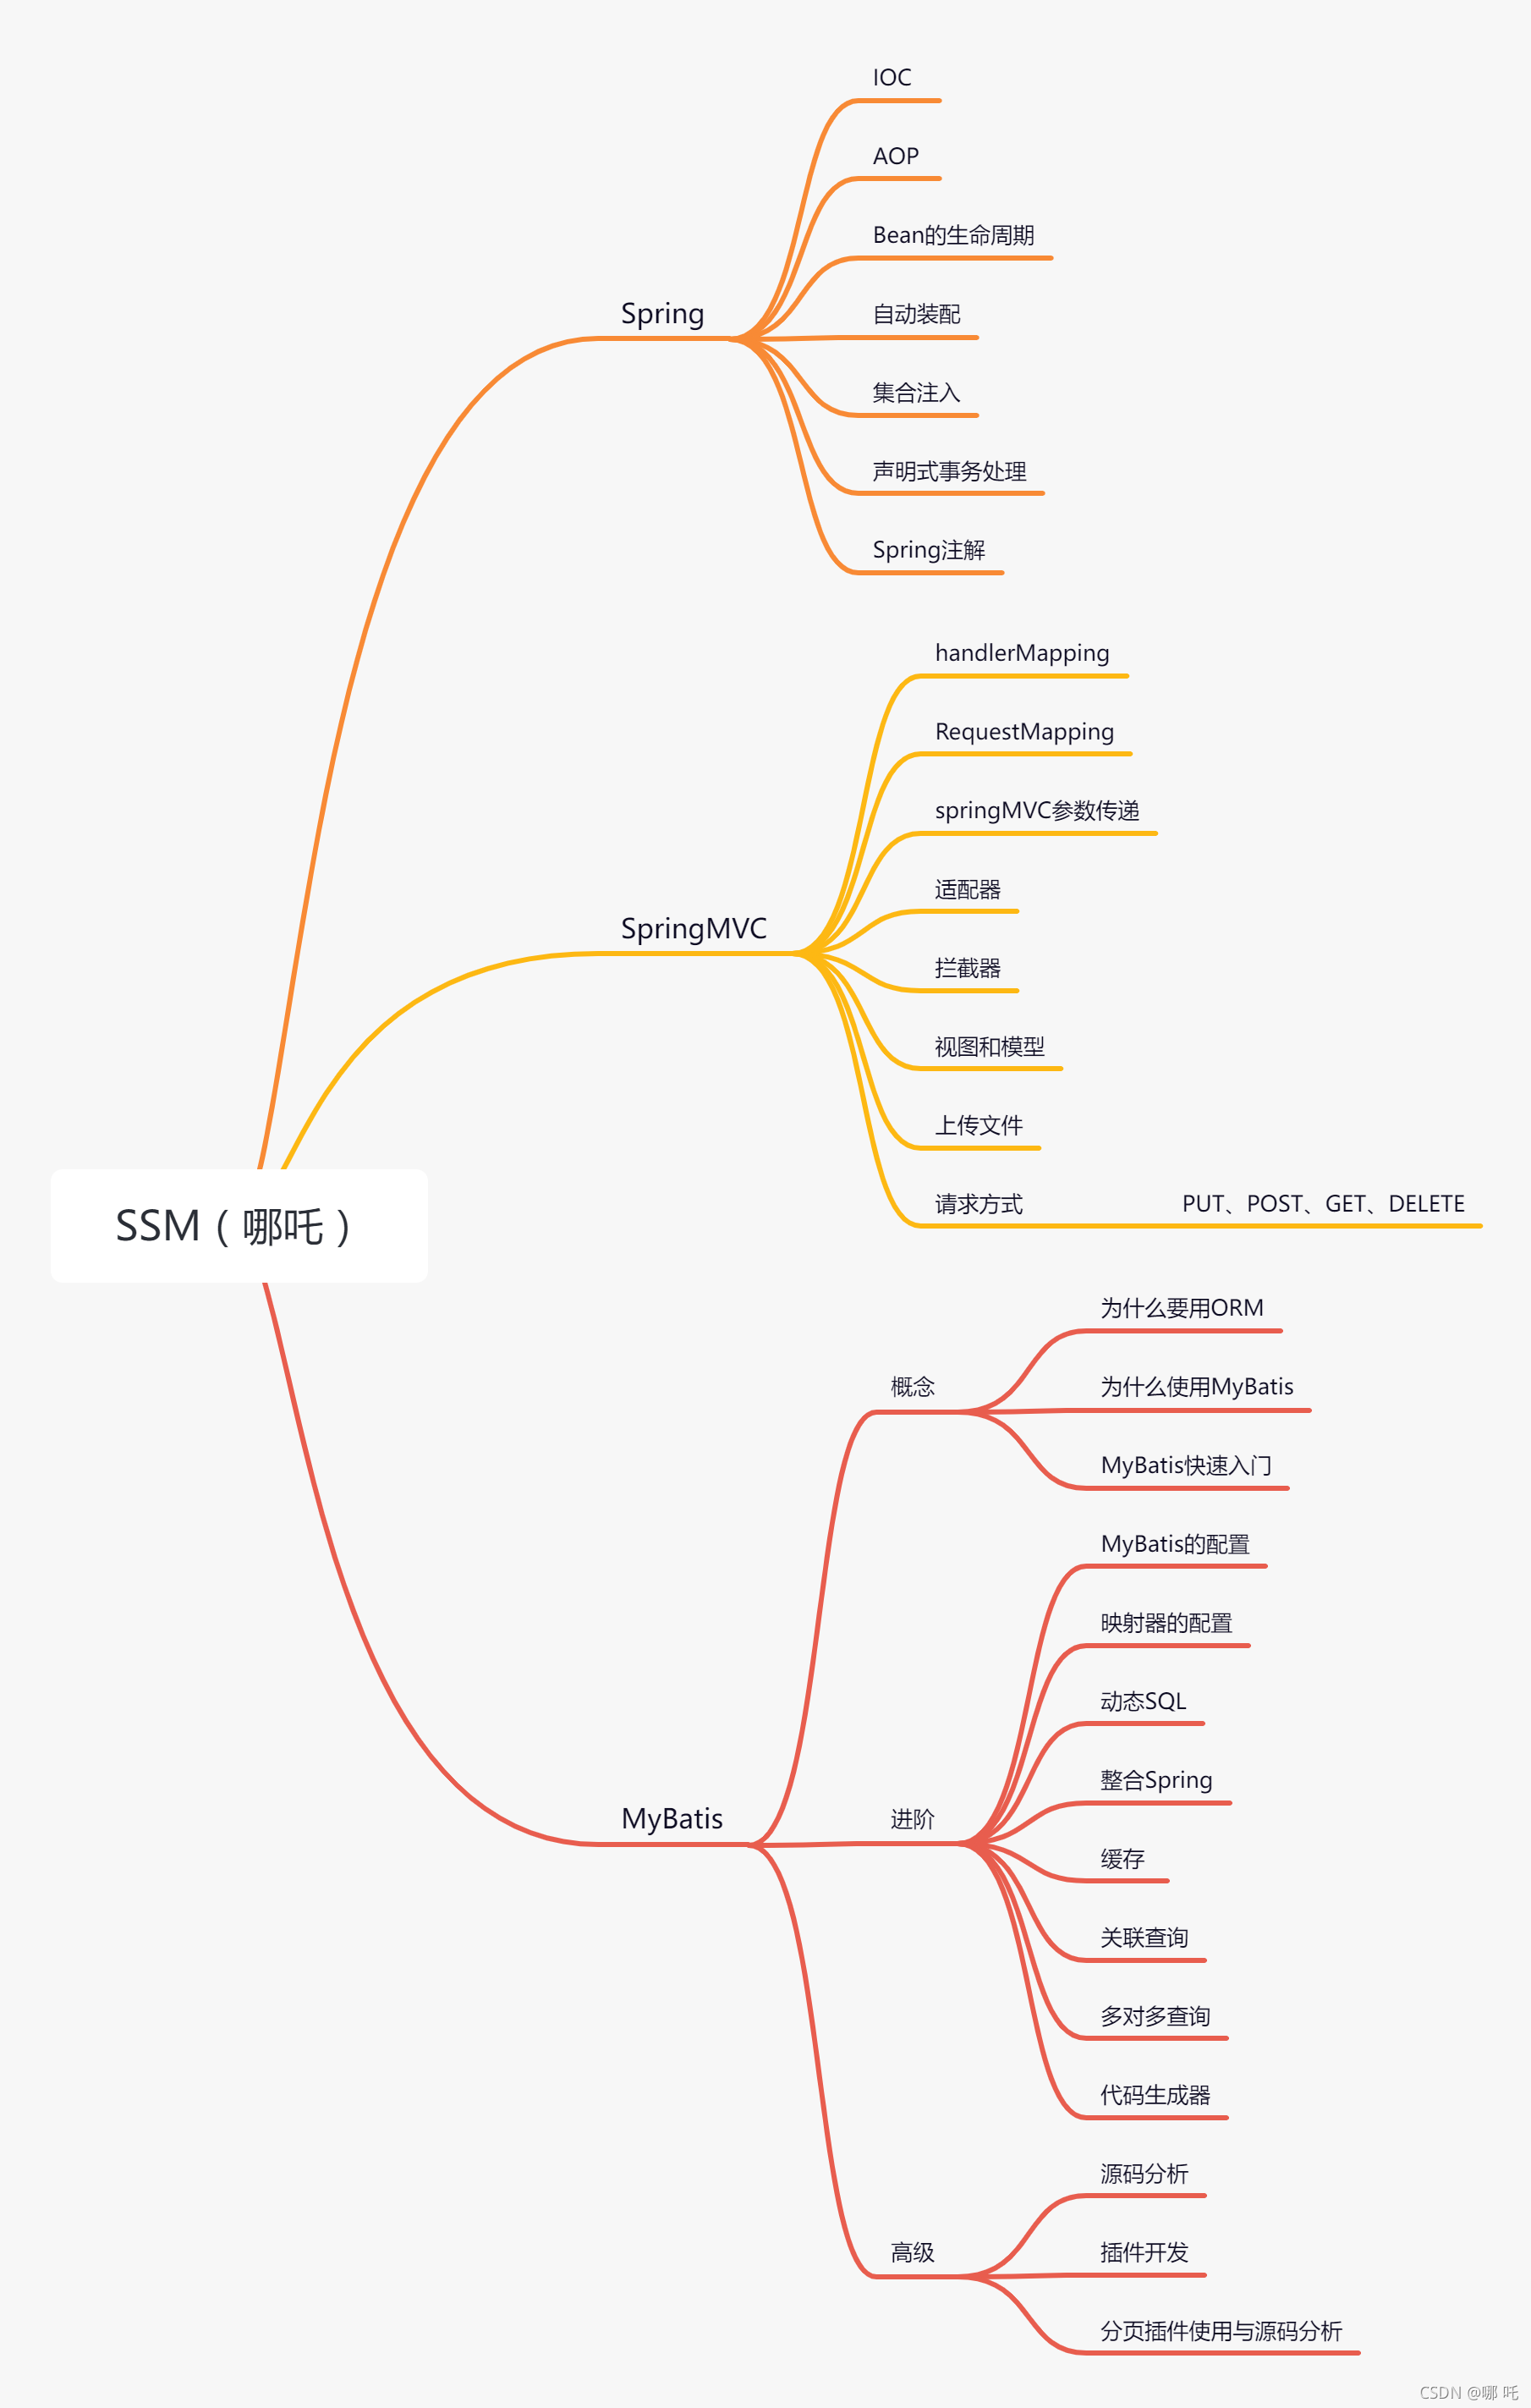 IOC
AOP
Bean的生命周期
自动装配
Spring
集合注入
声明式事务处理
Spring注解
handlerMapping
RequestMapping
springMVC参数传递
适配器
SpringMVC
拦截器
视图和模型
上传文件
请求方式 PUT、POST、GET、DELETE
SSM（哪吒）
为什么要用ORM
概念 为什么使用MyBatis
MyBatis快速入门
MyBatis的配置
映射器的配置
动态SQL
整合Spring
MyBatis 进阶
缓存
关联查询
多对多查询
代码生成器
源码分析
高级 插件开发
分页插件使用与源码分析
CSDN @哪 吒